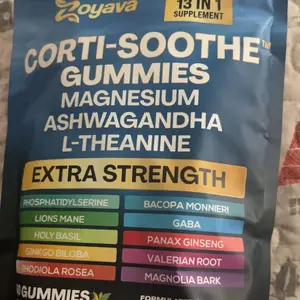 Zoyava
13 IN 1
SUPPLEMENT
CORTI-SOOTHE™
GUMMIES
MAGNESIUM
ASHWAGANDHA
L-THEANINE
EXTRA STRENGTH
PHOSPHATIDYLSERINE
BACOPA MONNIERI
LIONS MANE
GABA
HOLY BASIL
PANAX GINSENG
GINKGO BILOBA
VALERIAN ROOT
RHODIOLA ROSEA
MAGNOLIA BARK
GUMMIES